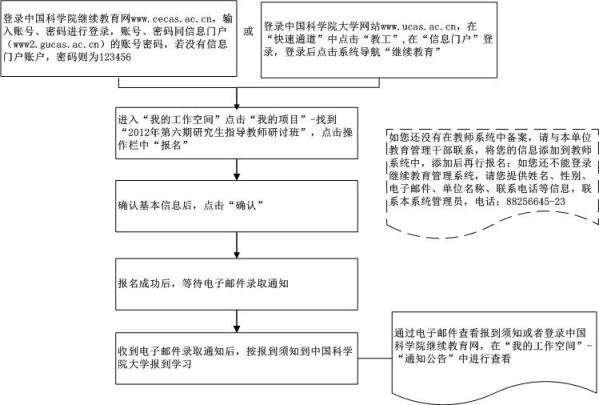 登录中国科学院继续教育网www.cecas.ac.cn,输
入账号、密码进行登录,账号、密码同信息门户
(www2.gucas.ac.cn)的账号密码,若没有信息
门户账户,密码则为123456
或
登录中国科学院大学网站www.ucas.ac.cn,在
“快速通道”中点击“教工”,在“信息门户”登
录,登录后点击系统导航“继续教育”
进入“我的工作空间”点击“我的项目”-找到
“2012年第六期研究生指导教师研讨班”,点击操
作栏中“报名”
如您还没有在教师系统中备案,请与本单位
教育管理干部联系,将您的信息添加到教师
系统中,添加后再行报名;如您还不能登录
继续教育管理系统,请您提供姓名、性别、
电子邮件、单位名称、联系电话等信息,联
系本系统管理员,电话:88256645-23
确认基本信息后,点击“确认”
报名成功后,等待电子邮件录取通知
收到电子邮件录取通知后,按报到须知到中国科学
院大学报到学习
通过电子邮件查看报到须知或者登录中国
科学院继续教育网,在“我的工作空间”-
“通知公告”中进行查看